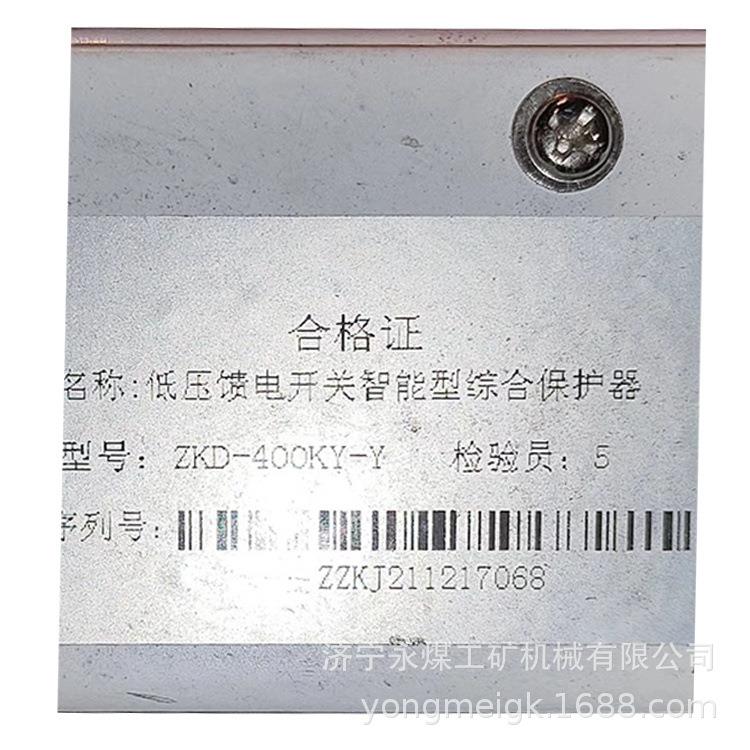 合格证
名称:低压馈电开关智能型综合保护器
型号: ZKD-400KY-Y 检验员: 5
序列号:
ZZKJ211217068
济宁永煤工矿机械有限公司
yongmeigk.1688.com